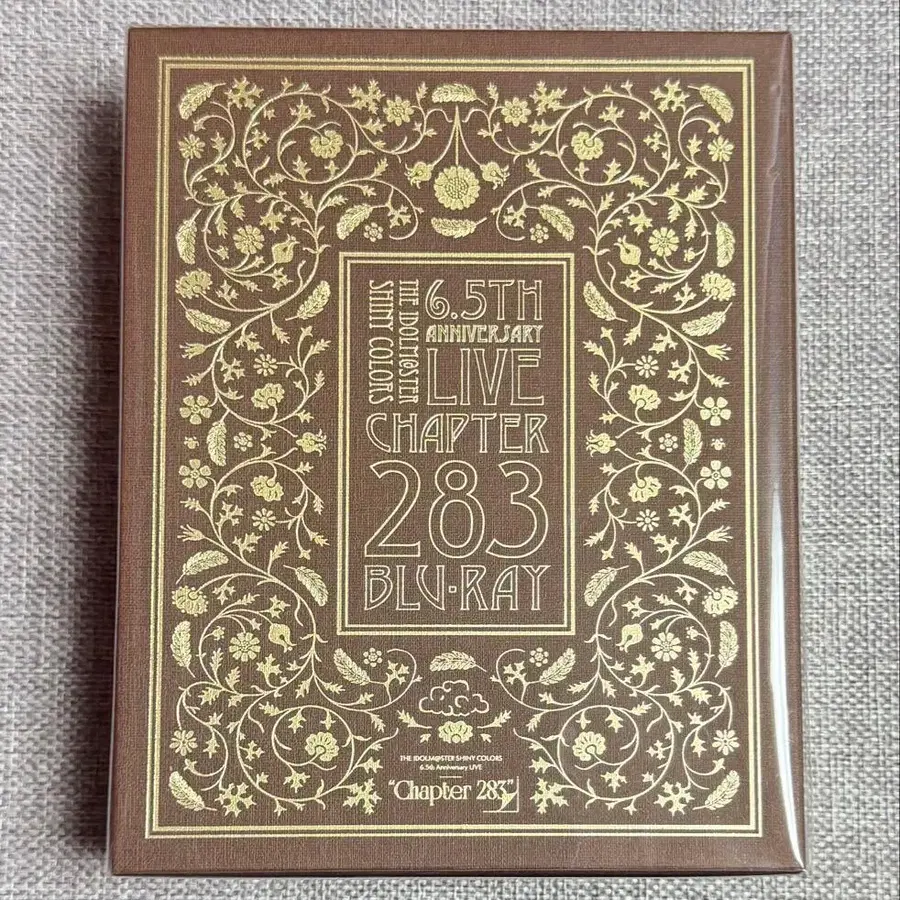 THE IDOLM@STER
SHINY COLORS
6.5TH
ANNIVERSARY
LIVE
CHAPTER
283
BLU-RAY
THE IDOLM@STER SHINY COLORS
6.5th Anniversary LIVE
"Chapter 283"